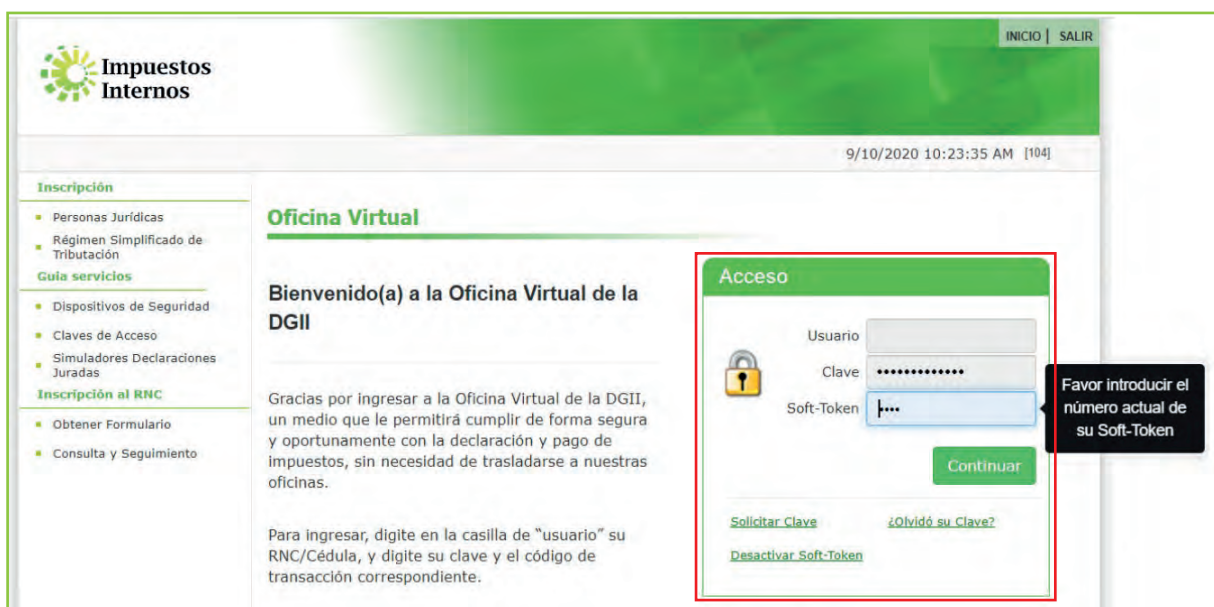 INICIO | SALIR
Impuestos
Internos
9/10/2020 10:23:35 AM [104]
Inscripción
Personas Jurídicas
Régimen Simplificado de
Tributación
Guia servicios
Dispositivos de Seguridad
Claves de Acceso
Simuladores Declaraciones
Juradas
Inscripción al RNC
Obtener Formulario
Consulta y Seguimiento
Oficina Virtual
Bienvenido(a) a la Oficina Virtual de la
DGII
Gracias por ingresar a la Oficina Virtual de la DGII,
un medio que le permitirá cumplir de forma segura
y oportunamente con la declaración y pago de
impuestos, sin necesidad de trasladarse a nuestras
oficinas.
Para ingresar, digite en la casilla de “usuario” su
RNC/Cédula, y digite su clave y el código de
transacción correspondiente.
Acceso
Usuario
Clave •••••••••••••
Soft-Token ••••
Continuar
Solicitar Clave ¿Olvidó su Clave?
Desactivar Soft-Token
Favor introducir el
número actual de
su Soft-Token